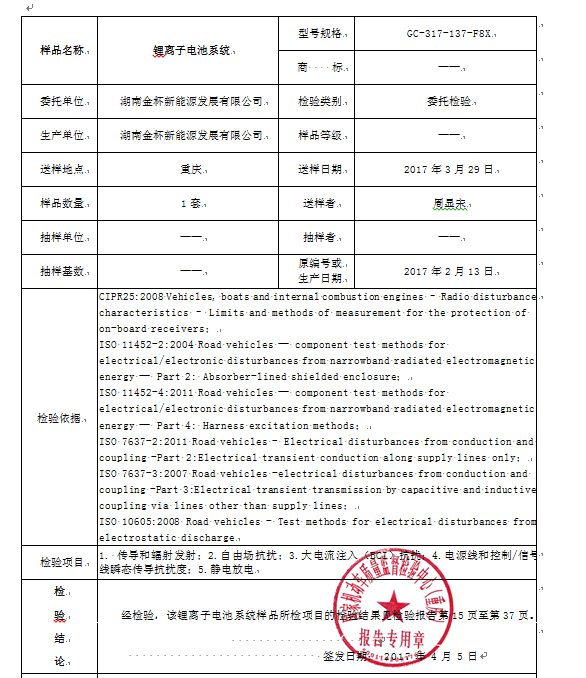 样品名称
锂离子电池系统
型号规格
GC-317-137-F8X
商 标
——
委托单位
湖南金杯新能源发展有限公司
检验类别
委托检验
生产单位
湖南金杯新能源发展有限公司
样品等级
——
送样地点
重庆
送样日期
2017 年 3 月 29 日
样品数量
1 套
送样者
周显宋
抽样单位
——
抽样者
——
抽样基数
——
原编号或
生产日期
2017 年 2 月 13 日
检验依据
CIPR25:2008 Vehicles, boats and internal combustion engines - Radio disturbance
characteristics - Limits and methods of measurement for the protection of
on-board receivers;
ISO 11452-2:2004 Road vehicles — component test methods for
electrical/electronic disturbances from narrowband radiated electromagnetic
energy — Part 2: Absorber-lined shielded enclosure;
ISO 11452-4:2011 Road vehicles — component test methods for
electrical/electronic disturbances from narrowband radiated electromagnetic
energy — Part 4: Harness excitation methods;
ISO 7637-2:2011 Road vehicles - Electrical disturbances from conduction and
coupling -Part 2:Electrical transient conduction along supply lines only;
ISO 7637-3:2007 Road vehicles -electrical disturbances from conduction and
coupling -Part 3:Electrical transient transmission by capacitive and inductive
coupling via lines other than supply lines;
ISO 10605:2008 Road vehicles - Test methods for electrical disturbances from
electrostatic discharge.
检验项目
1. 传导和辐射发射；2.自由场抗扰；3.大电流注入（BCI）抗扰；4.电源线和控制/信号
线瞬态传导抗扰度；5.静电放电
检
验
结
论
经检验，该锂离子电池系统样品所检项目的检验结果见检验报告第 15 页至第 37 页。
报告专用章
签发日期： 2017 年 4 月 5 日